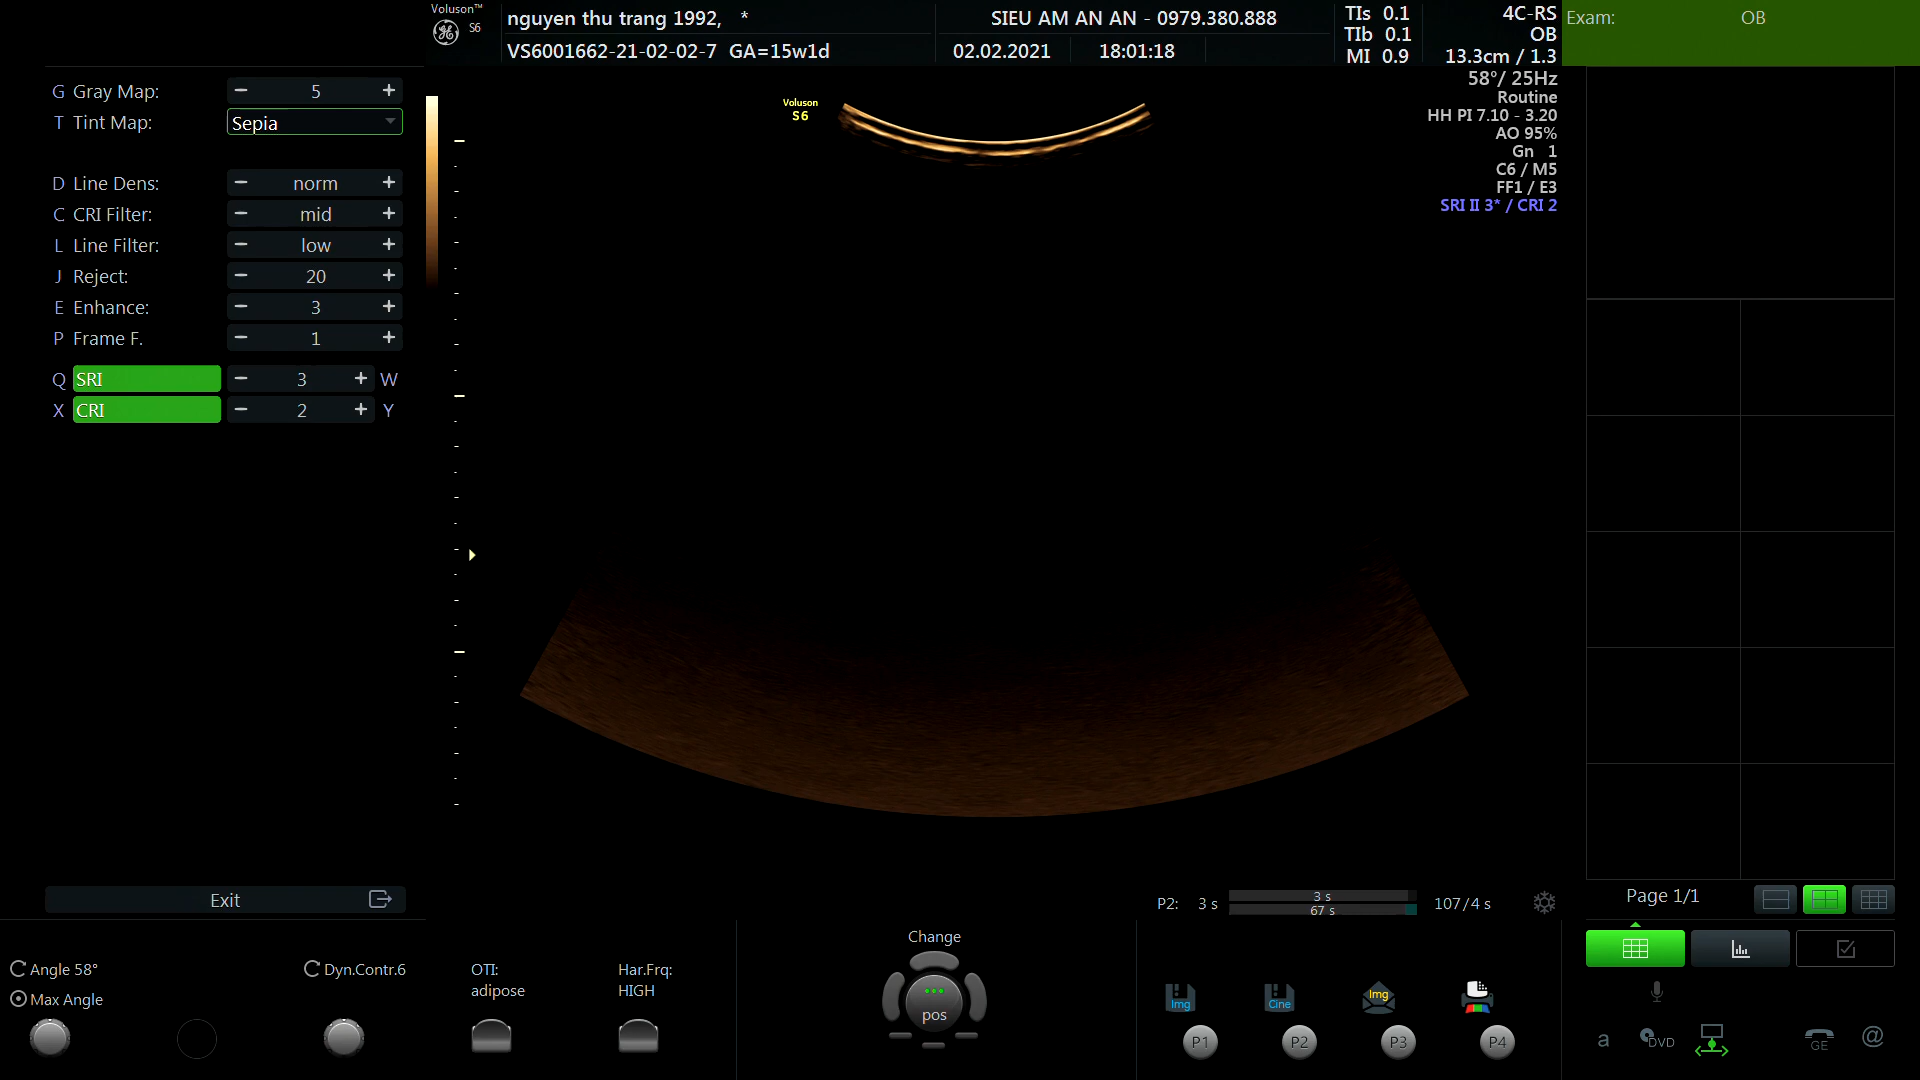 Voluson™
S6
nguyen thu trang 1992, *
SIEU AM AN AN - 0979.380.888
TIs 0.1
TIb 0.1
MI 0.9
4C-RS
OB
13.3cm / 1.3
Exam: OB
VS6001662-21-02-02-7 GA=15w1d
02.02.2021
18:01:18
58°/ 25Hz
Routine
HH PI 7.10 - 3.20
AO 95%
Gn 1
C6 / M5
FF1 / E3
SRI II 3* / CRI 2
Voluson
S6
G Gray Map: − 5 +
T Tint Map: Sepia
D Line Dens: − norm +
C CRI Filter: − mid +
L Line Filter: − low +
J Reject: − 20 +
E Enhance: − 3 +
P Frame F. − 1 +
Q SRI − 3 + W
X CRI − 2 + Y
Exit
P2: 3 s
3 s
67 s
107/4 s
Page 1/1
Angle 58°
Max Angle
Dyn.Contr.6
OTI:
adipose
Har.Frq:
HIGH
Change
pos
Img
Cine
Img
P1
P2
P3
P4
a
DVD
GE
@